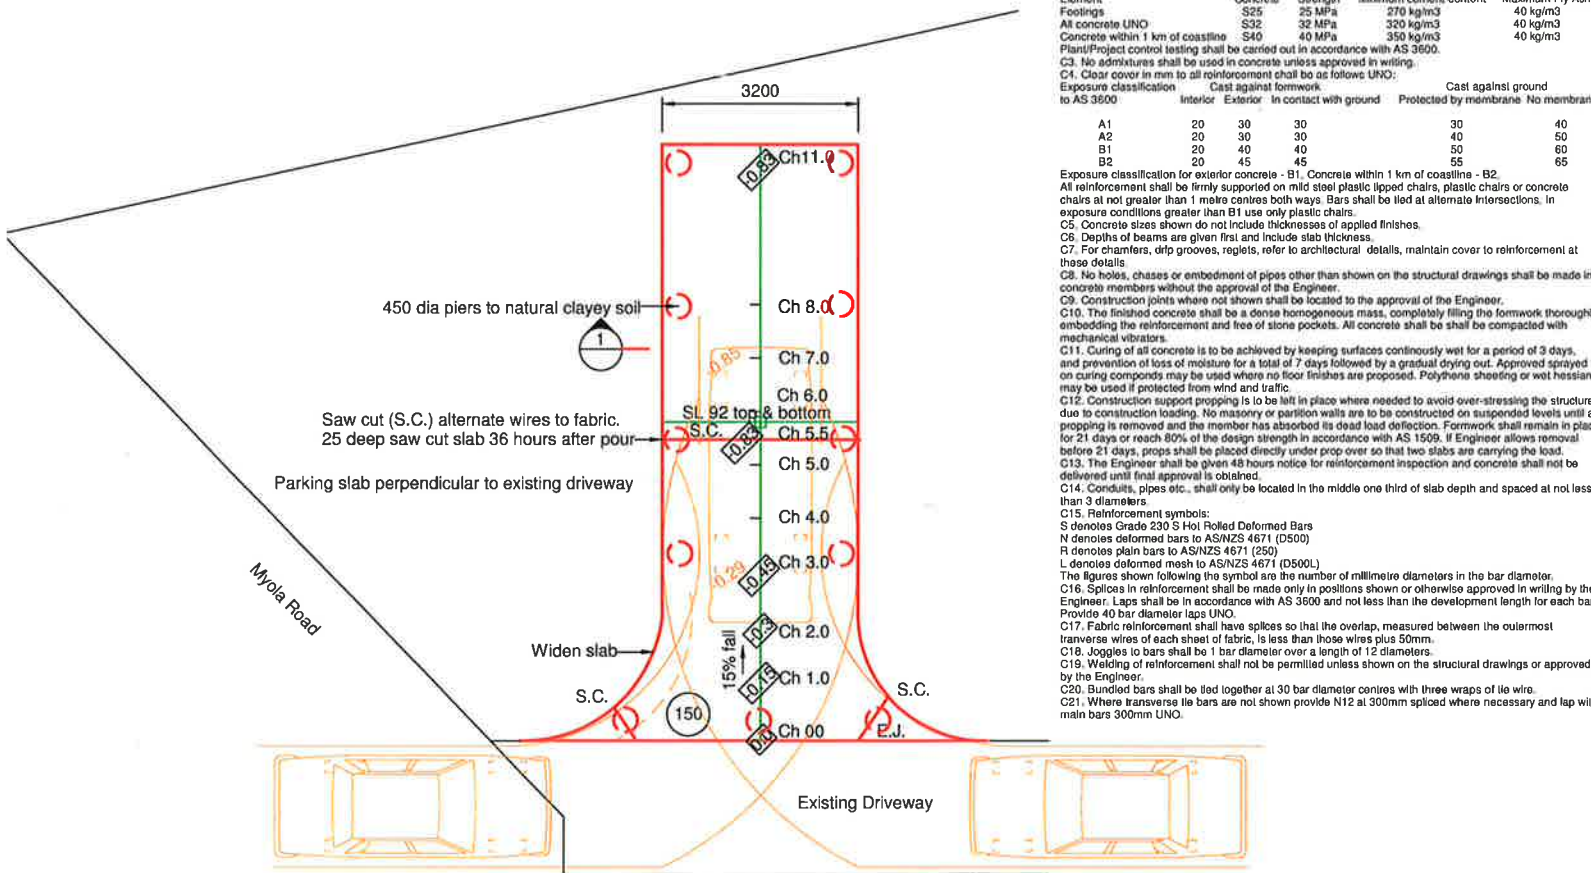 3200
Ch11.0
-0.83
450 dia piers to natural clayey soil
Ch 8.0
1
-0.85
Ch 7.0
Ch 6.0
SL 92 top & bottom
Saw cut (S.C.) alternate wires to fabric.
25 deep saw cut slab 36 hours after pour
S.C.
-0.83
Ch 5.5
Ch 5.0
Parking slab perpendicular to existing driveway
Ch 4.0
-0.29
-0.45
Ch 3.0
Myola Road
-0.3
Ch 2.0
Widen slab
15% fall
-0.15
Ch 1.0
S.C.
S.C.
150
0.0
Ch 00
E.J.
Existing Driveway
Footings S25 25 MPa 270 kg/m3 40 kg/m3
All concrete UNO S32 32 MPa 320 kg/m3 40 kg/m3
Concrete within 1 km of coastline S40 40 MPa 350 kg/m3 40 kg/m3
Plant/Project control testing shall be carried out in accordance with AS 3600.
C3. No admixtures shall be used in concrete unless approved in writing.
C4. Clear cover in mm to all reinforcement shall be as follows UNO:
Exposure classification Cast against formwork Cast against ground
to AS 3600 Interior Exterior In contact with ground Protected by membrane No membran
A1 20 30 30 30 40
A2 20 30 30 40 50
B1 20 40 40 50 60
B2 20 45 45 55 65
Exposure classification for exterior concrete - B1. Concrete within 1 km of coastline - B2.
All reinforcement shall be firmly supported on mild steel plastic tipped chairs, plastic chairs or concrete
chairs at not greater than 1 metre centres both ways. Bars shall be tied at alternate intersections. In
exposure conditions greater than B1 use only plastic chairs.
C5. Concrete sizes shown do not include thicknesses of applied finishes.
C6. Depths of beams are given first and include slab thickness.
C7. For chamfers, drip grooves, reglets, refer to architectural details, maintain cover to reinforcement at
these details.
C8. No holes, chases or embedment of pipes other than shown on the structural drawings shall be made in
concrete members without the approval of the Engineer.
C9. Construction joints where not shown shall be located to the approval of the Engineer.
C10. The finished concrete shall be a dense homogeneous mass, completely filling the formwork thoroughl
embedding the reinforcement and free of stone pockets. All concrete shall be shall be compacted with
mechanical vibrators.
C11. Curing of all concrete is to be achieved by keeping surfaces continously wet for a period of 3 days,
and prevention of loss of moisture for a total of 7 days followed by a gradual drying out. Approved sprayed
on curing componds may be used where no floor finishes are proposed. Polythene sheeting or wet hessian
may be used if protected from wind and traffic.
C12. Construction support propping is to be left in place where needed to avoid over-stressing the structure
due to construction loading. No masonry or partition walls are to be constructed on suspended levels until a
propping is removed and the member has absorbed its dead load deflection. Formwork shall remain in plac
for 21 days or reach 80% of the design strength in accordance with AS 1509. If Engineer allows removal
before 21 days, props shall be placed directly under prop over so that two slabs are carrying the load.
C13. The Engineer shall be given 48 hours notice for reinforcement inspection and concrete shall not be
delivered until final approval is obtained.
C14. Conduits, pipes etc., shall only be located in the middle one third of slab depth and spaced at not less
than 3 diameters.
C15. Reinforcement symbols:
S denotes Grade 230 S Hot Rolled Deformed Bars
N denotes deformed bars to AS/NZS 4671 (D500)
R denotes plain bars to AS/NZS 4671 (250)
L denotes deformed mesh to AS/NZS 4671 (D500L)
The figures shown following the symbol are the number of millimetre diameters in the bar diameter.
C16. Splices in reinforcement shall be made only in positions shown or otherwise approved in writing by the
Engineer. Laps shall be in accordance with AS 3600 and not less than the development length for each ba
Provide 40 bar diameter laps UNO.
C17. Fabric reinforcement shall have splices so that the overlap, measured between the outermost
tranverse wires of each sheet of fabric, is less than those wires plus 50mm.
C18. Joggles to bars shall be 1 bar diameter over a length of 12 diameters.
C19. Welding of reinforcement shall not be permitted unless shown on the structural drawings or approved
by the Engineer.
C20. Bundled bars shall be tied together at 30 bar diameter centres with three wraps of tie wire.
C21. Where transverse tie bars are not shown provide N12 at 300mm spliced where necessary and lap wi
main bars 300mm UNO.